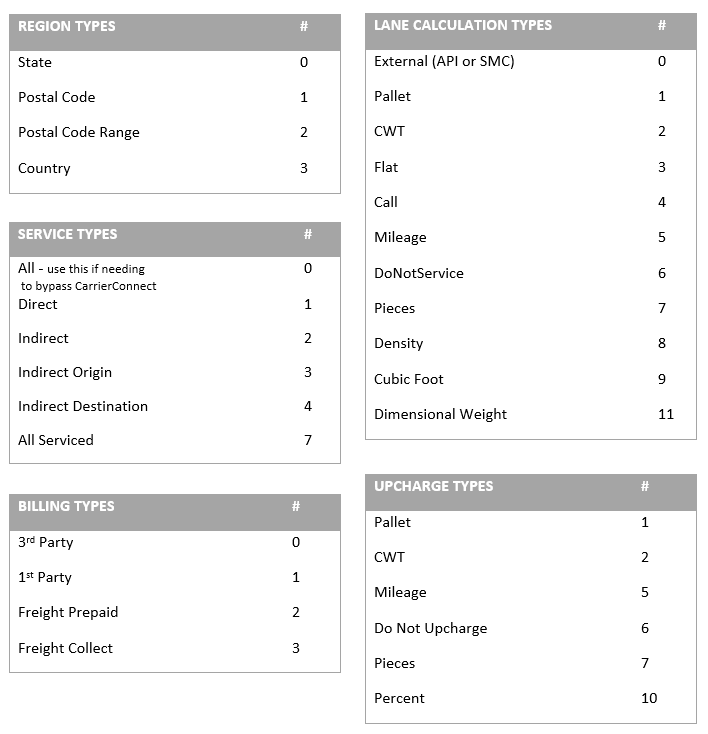 REGION TYPES #
State 0
Postal Code 1
Postal Code Range 2
Country 3
SERVICE TYPES #
All - use this if needing 0
to bypass CarrierConnect
Direct 1
Indirect 2
Indirect Origin 3
Indirect Destination 4
All Serviced 7
BILLING TYPES #
3rd Party 0
1st Party 1
Freight Prepaid 2
Freight Collect 3
LANE CALCULATION TYPES #
External (API or SMC) 0
Pallet 1
CWT 2
Flat 3
Call 4
Mileage 5
DoNotService 6
Pieces 7
Density 8
Cubic Foot 9
Dimensional Weight 11
UPCHARGE TYPES #
Pallet 1
CWT 2
Mileage 5
Do Not Upcharge 6
Pieces 7
Percent 10